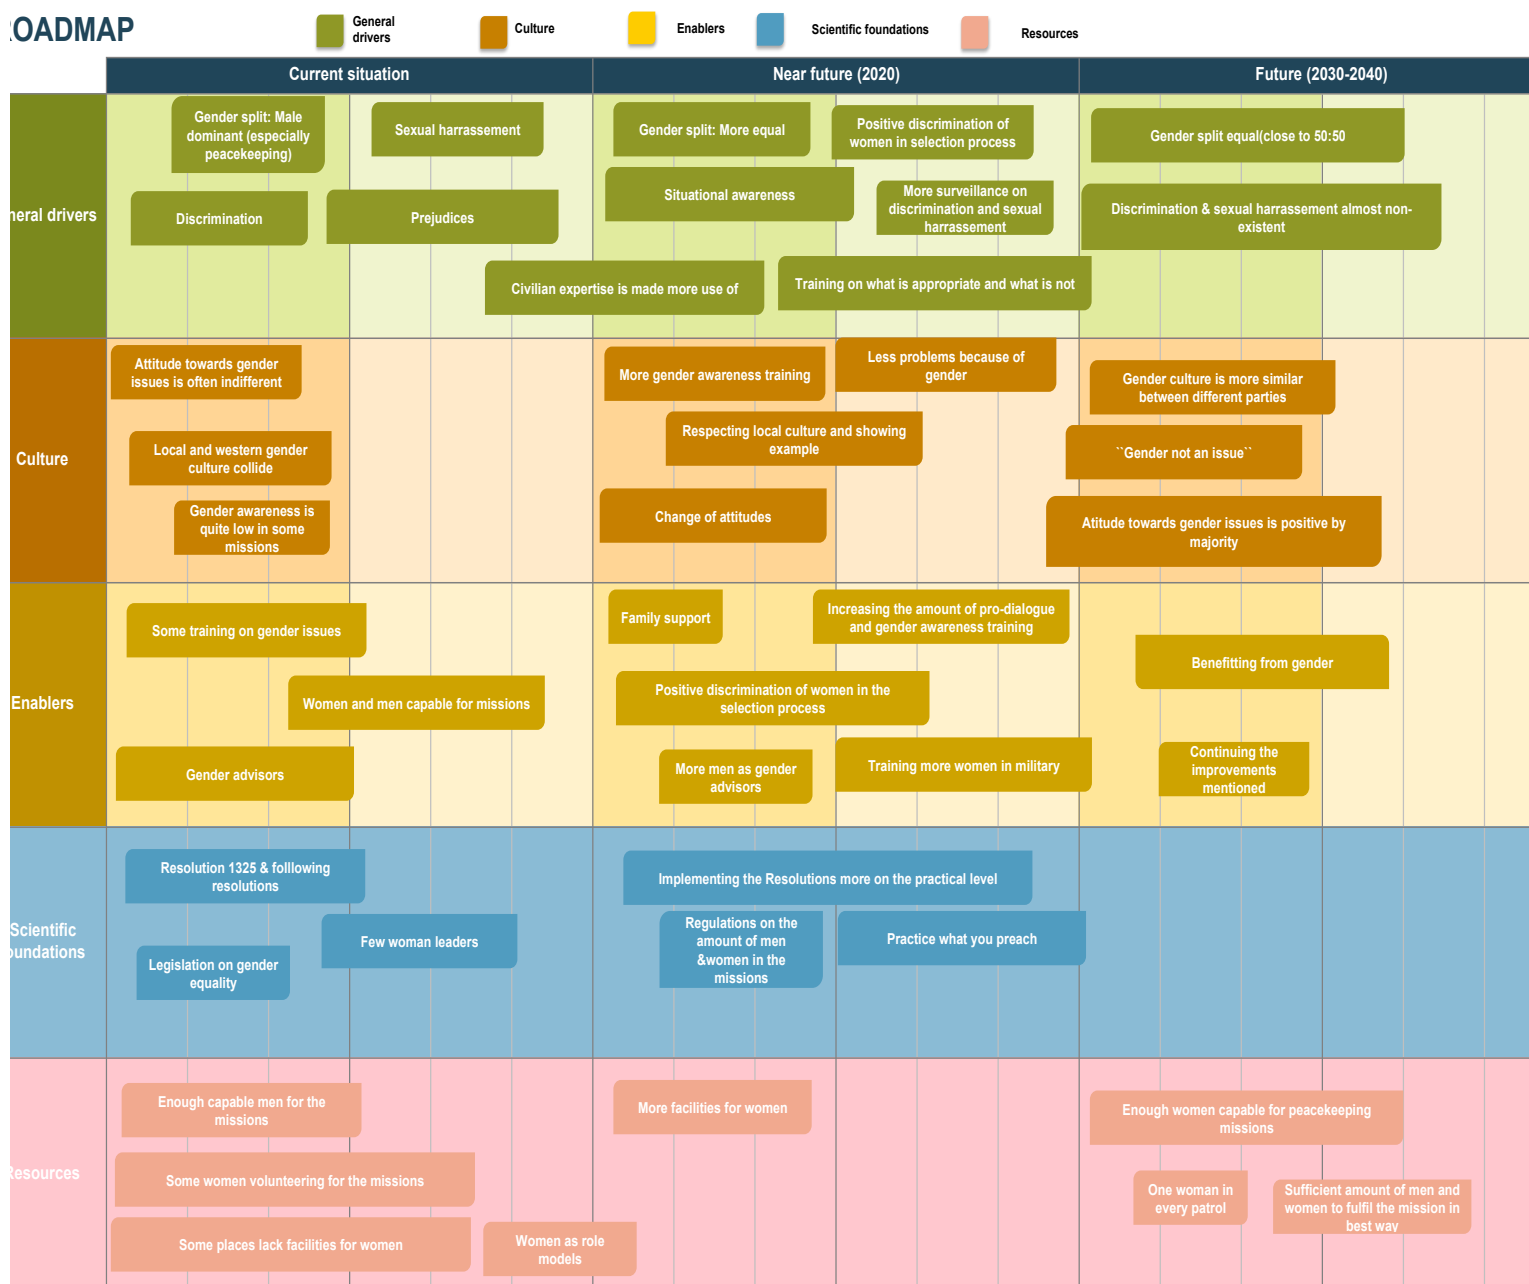 ROADMAP
General
drivers
Culture
Enablers
Scientific foundations
Resources
Current situation
Near future (2020)
Future (2030-2040)
neral drivers
Gender split: Male
dominant (especially
peacekeeping)
Sexual harrassement
Discrimination
Prejudices
Civilian expertise is made more use of
Gender split: More equal
Positive discrimination of
women in selection process
Situational awareness
More surveillance on
discrimination and sexual
harrassement
Training on what is appropriate and what is not
Gender split equal(close to 50:50
Discrimination & sexual harrassement almost non-
existent
Culture
Attitude towards gender
issues is often indifferent
Local and western gender
culture collide
Gender awareness is
quite low in some
missions
More gender awareness training
Less problems because of
gender
Respecting local culture and showing
example
Change of attitudes
Gender culture is more similar
between different parties
``Gender not an issue``
Atitude towards gender issues is positive by
majority
Enablers
Some training on gender issues
Women and men capable for missions
Gender advisors
Family support
Increasing the amount of pro-dialogue
and gender awareness training
Positive discrimination of women in the
selection process
More men as gender
advisors
Training more women in military
Benefitting from gender
Continuing the
improvements
mentioned
Scientific
oundations
Resolution 1325 & folllowing
resolutions
Few woman leaders
Legislation on gender
equality
Implementing the Resolutions more on the practical level
Regulations on the
amount of men
&women in the
missions
Practice what you preach
Resources
Enough capable men for the
missions
Some women volunteering for the missions
Some places lack facilities for women
Women as role
models
More facilities for women
Enough women capable for peacekeeping
missions
One woman in
every patrol
Sufficient amount of men and
women to fulfil the mission in
best way